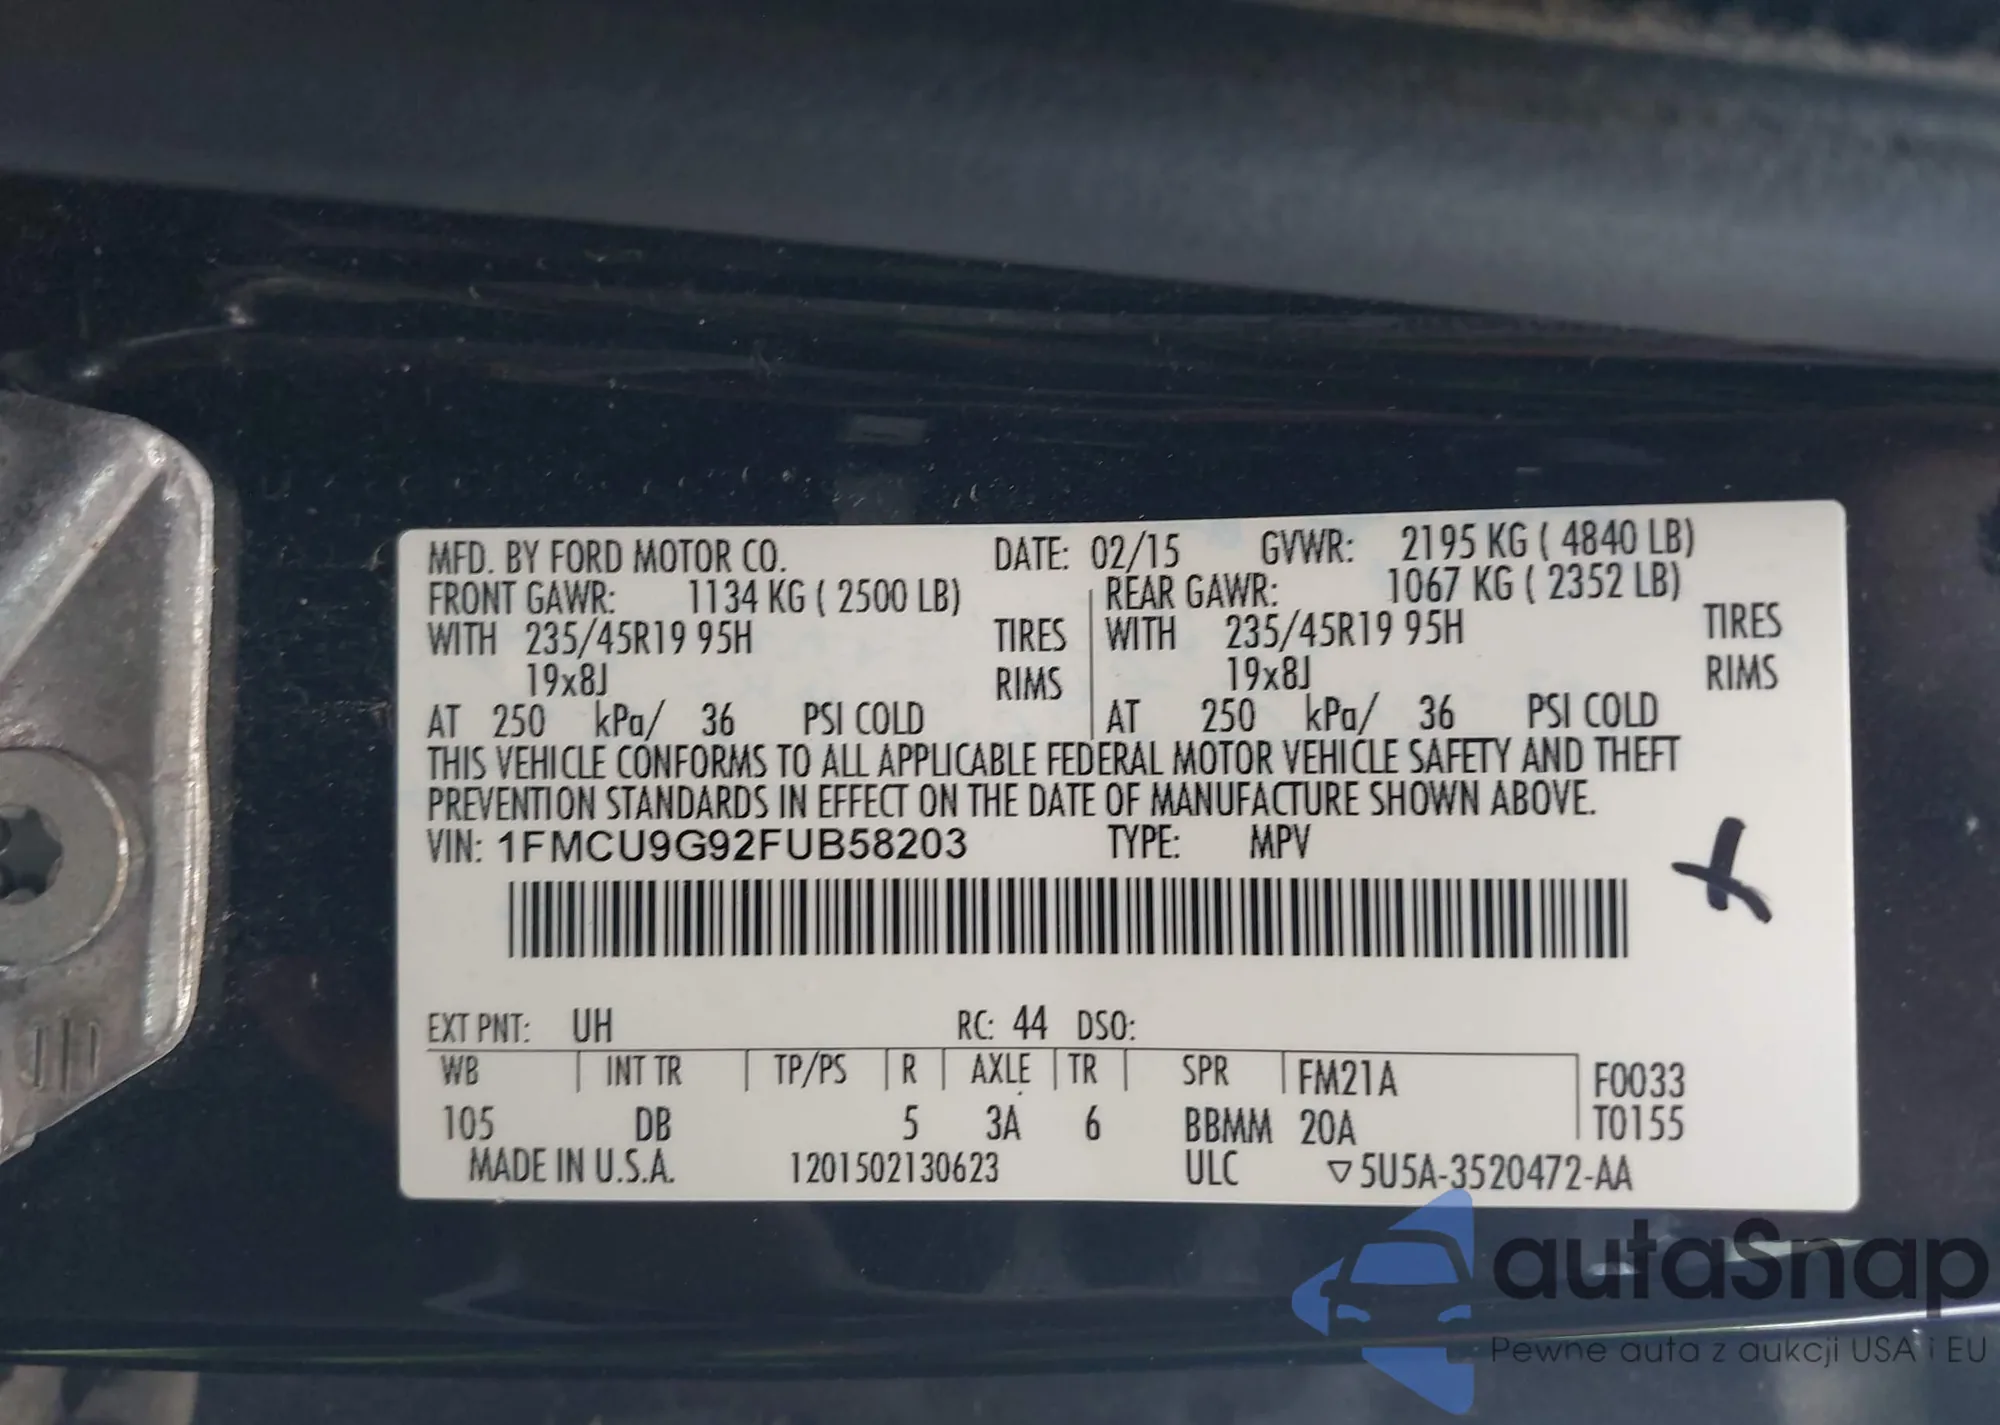 MFD. BY FORD MOTOR CO. DATE: 02/15 GVWR: 2195 KG ( 4840 LB)
FRONT GAWR: 1134 KG ( 2500 LB) REAR GAWR: 1067 KG ( 2352 LB)
WITH 235/45R19 95H TIRES WITH 235/45R19 95H TIRES
19x8J RIMS 19x8J RIMS
AT 250 kPa/ 36 PSI COLD AT 250 kPa/ 36 PSI COLD
THIS VEHICLE CONFORMS TO ALL APPLICABLE FEDERAL MOTOR VEHICLE SAFETY AND THEFT
PREVENTION STANDARDS IN EFFECT ON THE DATE OF MANUFACTURE SHOWN ABOVE.
VIN: 1FMCU9G92FUB58203 TYPE: MPV
EXT PNT: UH RC: 44 DSO:
WB INT TR TP/PS R AXLE TR SPR FM21A F0033
105 DB 5 3A 6 BBMM 20A T0155
MADE IN U.S.A. 1201502130623 ULC ▽5U5A-3520472-AA
autaSnap
Pewne auta z aukcji USA i EU